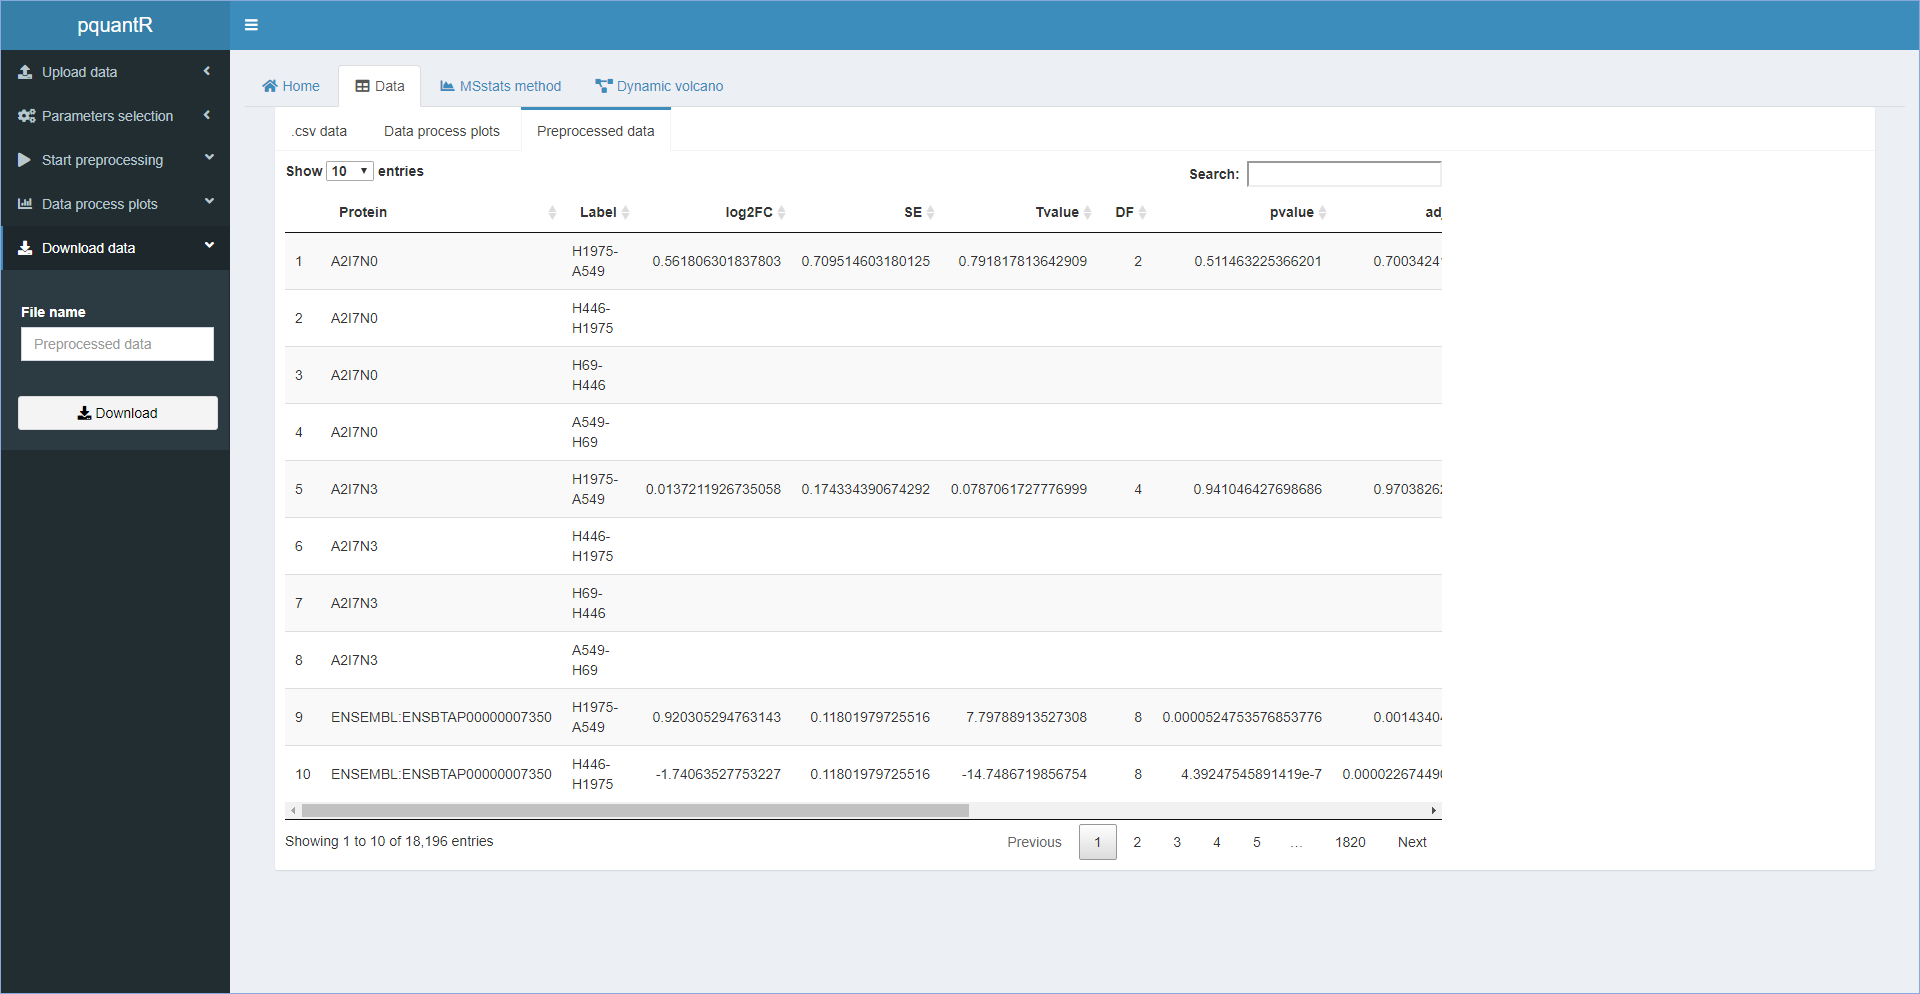 pquantR
Upload data
Parameters selection
Start preprocessing
Data process plots
Download data
File name
Preprocessed data
Download
Home
Data
MSstats method
Dynamic volcano
.csv data
Data process plots
Preprocessed data
Show 10 entries
Search:
Protein Label log2FC SE Tvalue DF pvalue adj
1 A2I7N0 H1975-A549 0.561806301837803 0.709514603180125 0.791817813642909 2 0.511463225366201 0.7003424
2 A2I7N0 H446-H1975
3 A2I7N0 H69-H446
4 A2I7N0 A549-H69
5 A2I7N3 H1975-A549 0.0137211926735058 0.174334390674292 0.0787061727776999 4 0.941046427698686 0.9703826
6 A2I7N3 H446-H1975
7 A2I7N3 H69-H446
8 A2I7N3 A549-H69
9 ENSEMBL:ENSBTAP00000007350 H1975-A549 0.920305294763143 0.11801979725516 7.79788913527308 8 0.0000524753576853776 0.00143404
10 ENSEMBL:ENSBTAP00000007350 H446-H1975 -1.74063527753227 0.11801979725516 -14.7486719856754 8 4.39247545891419e-7 0.00002267449
Showing 1 to 10 of 18,196 entries
Previous 1 2 3 4 5 … 1820 Next